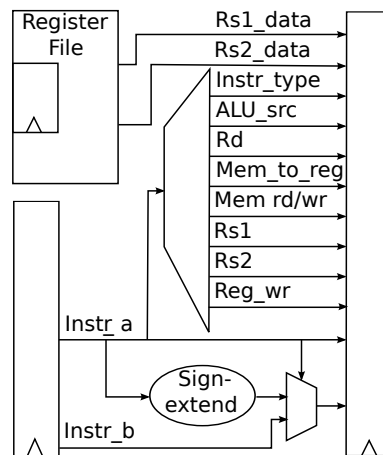 Register
File
Rs1_data
Rs2_data
Instr_type
ALU_src
Rd
Mem_to_reg
Mem rd/wr
Rs1
Rs2
Reg_wr
Instr_a
Sign-
extend
Instr_b